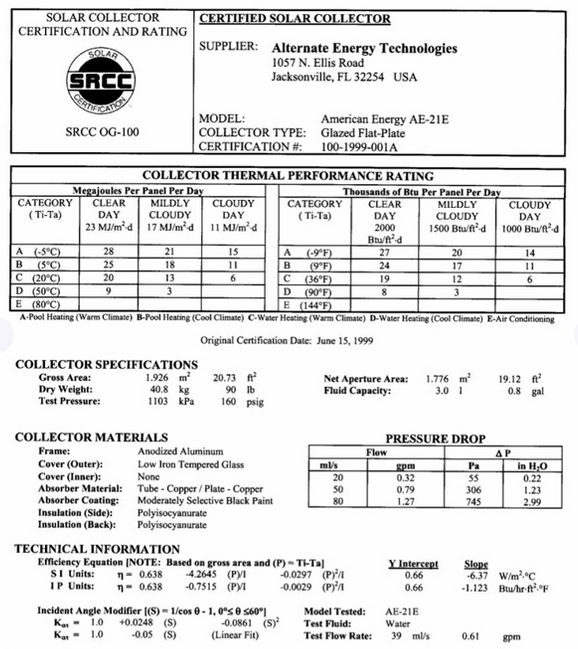 SOLAR COLLECTOR
CERTIFICATION AND RATING
SOLAR
SRCC
CERTIFICATION
SRCC OG-100
CERTIFIED SOLAR COLLECTOR
SUPPLIER: Alternate Energy Technologies
1057 N. Ellis Road
Jacksonville, FL 32254 USA
MODEL: American Energy AE-21E
COLLECTOR TYPE: Glazed Flat-Plate
CERTIFICATION #: 100-1999-001A
COLLECTOR THERMAL PERFORMANCE RATING
Megajoules Per Panel Per Day Thousands of Btu Per Panel Per Day
CATEGORY CLEAR MILDLY CLOUDY CATEGORY CLEAR MILDLY CLOUDY
(Ti-Ta) DAY CLOUDY DAY (Ti-Ta) DAY CLOUDY DAY
23 MJ/m²·d 17 MJ/m²·d 11 MJ/m²·d 2000 1500 Btu/ft²·d 1000 Btu/ft²·d
Btu/ft²·d
A (-5°C) 28 21 15 A (-9°F) 27 20 14
B (5°C) 25 18 11 B (9°F) 24 17 11
C (20°C) 20 13 6 C (36°F) 19 12 6
D (50°C) 9 3 D (90°F) 8 3
E (80°C) E (144°F)
A-Pool Heating (Warm Climate) B-Pool Heating (Cool Climate) C-Water Heating (Warm Climate) D-Water Heating (Cool Climate) E-Air Conditioning
Original Certification Date: June 15, 1999
COLLECTOR SPECIFICATIONS
Gross Area: 1.926 m² 20.73 ft² Net Aperture Area: 1.776 m² 19.12 ft²
Dry Weight: 40.8 kg 90 lb Fluid Capacity: 3.0 l 0.8 gal
Test Pressure: 1103 kPa 160 psig
COLLECTOR MATERIALS PRESSURE DROP
Frame: Anodized Aluminum Flow Δ P
Cover (Outer): Low Iron Tempered Glass ml/s gpm Pa in H₂O
Cover (Inner): None 20 0.32 55 0.22
Absorber Material: Tube - Copper / Plate - Copper 50 0.79 306 1.23
Absorber Coating: Moderately Selective Black Paint 80 1.27 745 2.99
Insulation (Side): Polyisocyanurate
Insulation (Back): Polyisocyanurate
TECHNICAL INFORMATION
Efficiency Equation [NOTE: Based on gross area and (P) = Ti-Ta] Y Intercept Slope
S I Units: η = 0.638 -4.2645 (P)/I -0.0297 (P)²/I 0.66 -6.37 W/m²·°C
I P Units: η = 0.638 -0.7515 (P)/I -0.0029 (P)²/I 0.66 -1.123 Btu/hr·ft²·°F
Incident Angle Modifier [(S) = 1/cos θ - 1, 0°≤ θ ≤60°] Model Tested: AE-21E
Kατ = 1.0 +0.0248 (S) -0.0861 (S)² Test Fluid: Water
Kατ = 1.0 -0.05 (S) (Linear Fit) Test Flow Rate: 39 ml/s 0.61 gpm